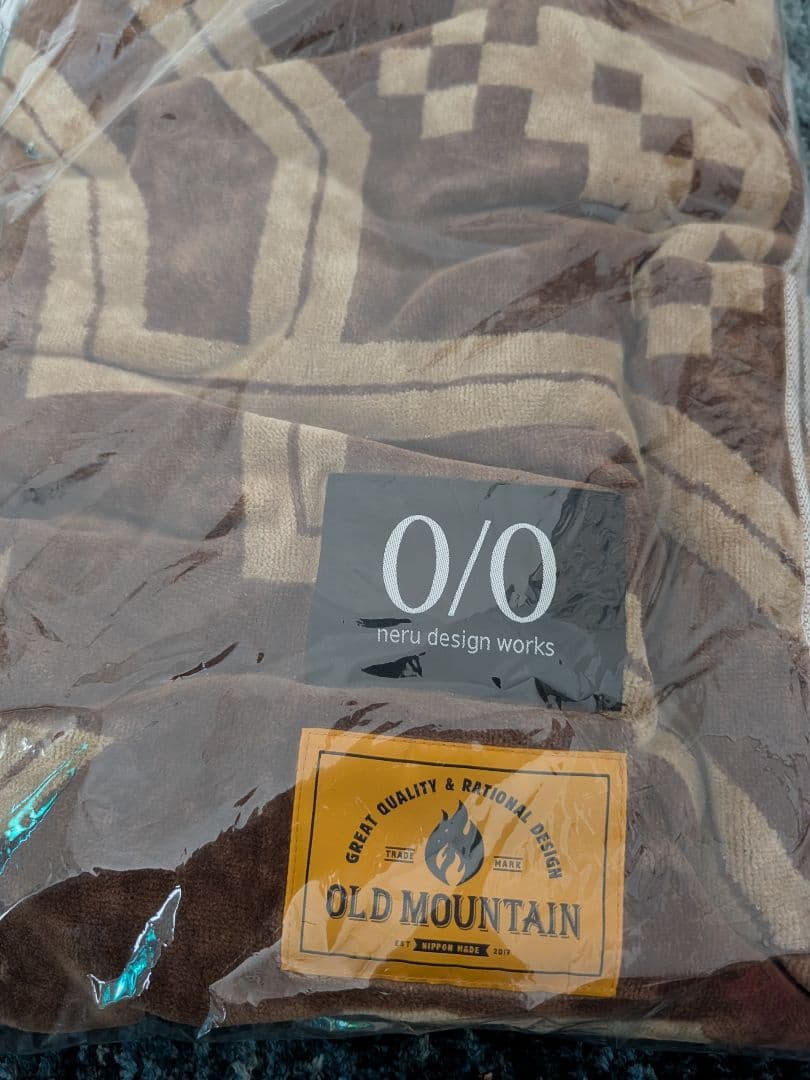 0/0
neru design works
GREAT QUALITY & RATIONAL DESIGN
TRADE MARK
OLD MOUNTAIN
EST NIPPON MADE 2017